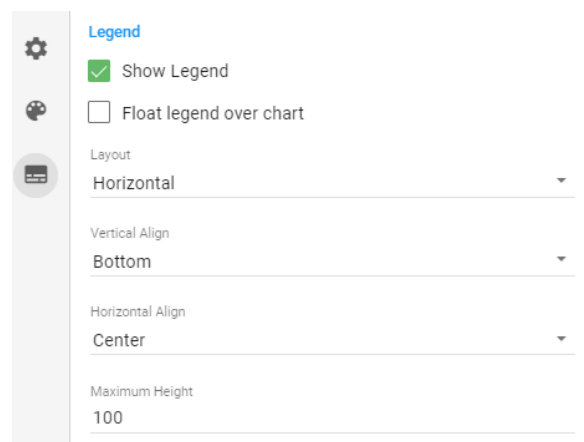 Legend
Show Legend
Float legend over chart
Layout
Horizontal
Vertical Align
Bottom
Horizontal Align
Center
Maximum Height
100